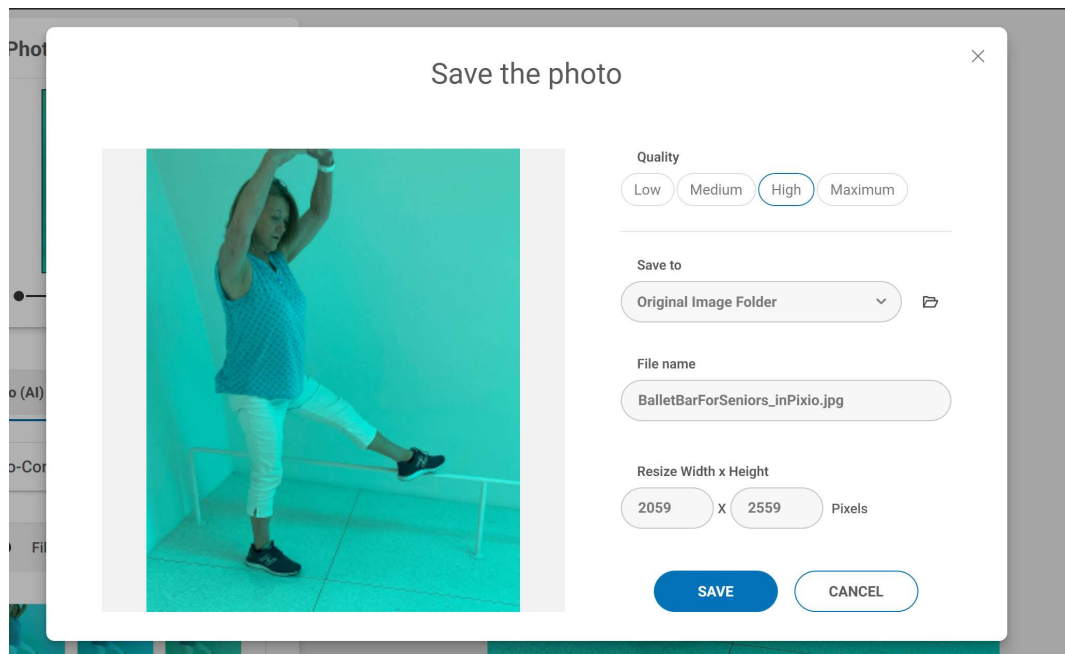 Phot
Save the photo
Quality
Low Medium High Maximum
Save to
Original Image Folder
File name
o (AI)
BalletBarForSeniors_inPixio.jpg
o-Cor
Resize Width x Height
2059 X 2559 Pixels
Fil
SAVE CANCEL